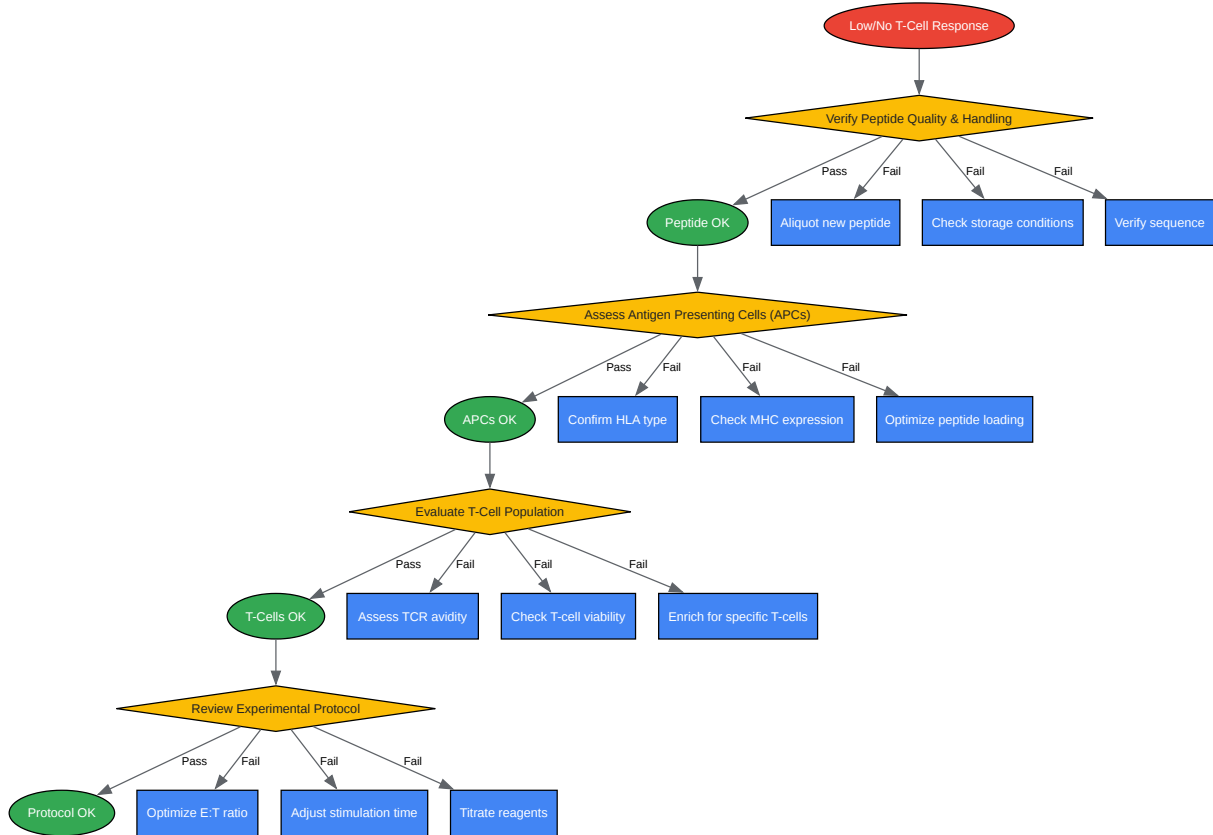 Low/No T-Cell Response
Verify Peptide Quality & Handling
Pass
Fail
Fail
Fail
Peptide OK
Aliquot new peptide
Check storage conditions
Verify sequence
Assess Antigen Presenting Cells (APCs)
Pass
Fail
Fail
Fail
APCs OK
Confirm HLA type
Check MHC expression
Optimize peptide loading
Evaluate T-Cell Population
Pass
Fail
Fail
Fail
T-Cells OK
Assess TCR avidity
Check T-cell viability
Enrich for specific T-cells
Review Experimental Protocol
Pass
Fail
Fail
Fail
Protocol OK
Optimize E:T ratio
Adjust stimulation time
Titrate reagents